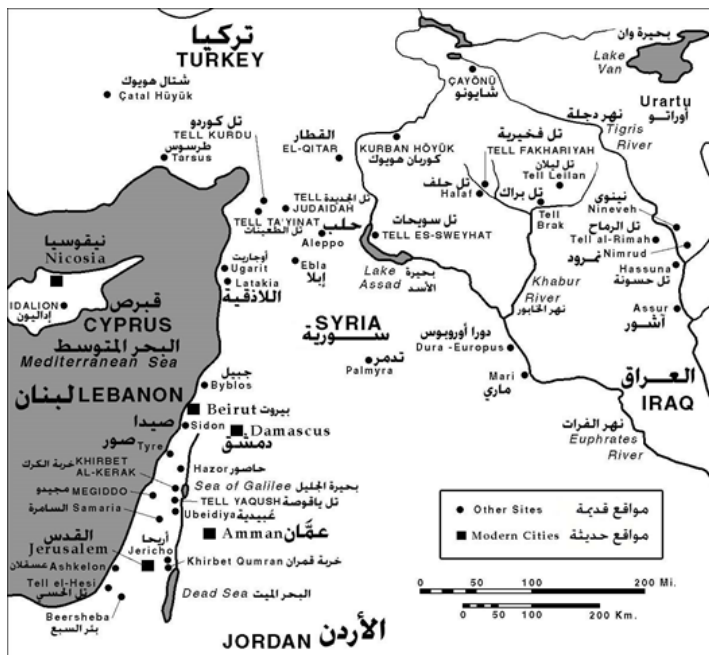 تركيا
TURKEY
بحيرة وان
Lake
Van
شتال هويوك
Çatal Hüyük
ÇAYÖNÜ
شايونو
Urartu
أوراتو
نهر دجلة
Tigris
River
تل كوردو
TELL KURDU
طرسوس
Tarsus
القطار
EL-QITAR
KURBAN HÖYÜK
كوربان هويوك
تل فخيرية
TELL FAKHARIYAH
تل ليلان
Tell Leilan
تل حلف
Halaf
تل براك
Tell
Brak
نينوى
Nineveh
تل الرماح
Tell al-Rimah
Nimrud
نمرود
Hassuna
تل حسونة
TELL تل الجديدة
JUDAIDAH
TELL TA'YINAT
تل الطعينات
حلب
Aleppo
تل سويحات
TELL ES-SWEYHAT
نيقوسيا
Nicosia
أوجاريت
Ugarit
Latakia
اللاذقية
Ebla
إبلا
Lake
Assad
بحيرة
الأسد
Khabur
River
نهر الخابور
Assur
آشور
IDALION
إداليون
قبرص
CYPRUS
البحر المتوسط
Mediterranean Sea
SYRIA
سورية
دورا أوروبوس
Dura -Europus
تدمر
Palmyra
Mari
ماري
العراق
IRAQ
جبيل
Byblos
لبنان LEBANON
Beirut بيروت
صيدا
Sidon
Damascus
دمشق
نهر الفرات
Euphrates
River
صور
Tyre
خربة الكرك KHIRBET
AL-KERAK
Hazor حاصور
Sea of Galilee بحيرة الجليل
مجيدو MEGIDDO
TELL YAQUSH تل ياقوصة
Samaria السامرة
Ubeidiya عُبيدية
Other Sites مواقع قديمة
Modern Cities مواقع حديثة
القدس
Jerusalem
أريحا
Jericho
Amman عمَّان
Khirbet Qumran خربة قمران
عسقلان Ashkelon
Tell el-Hesi
تل الحسي
Beersheba
بئر السبع
Dead Sea البحر الميت
0 50 100 200 Mi.
0 50 100 200 Km.
JORDAN الأردن